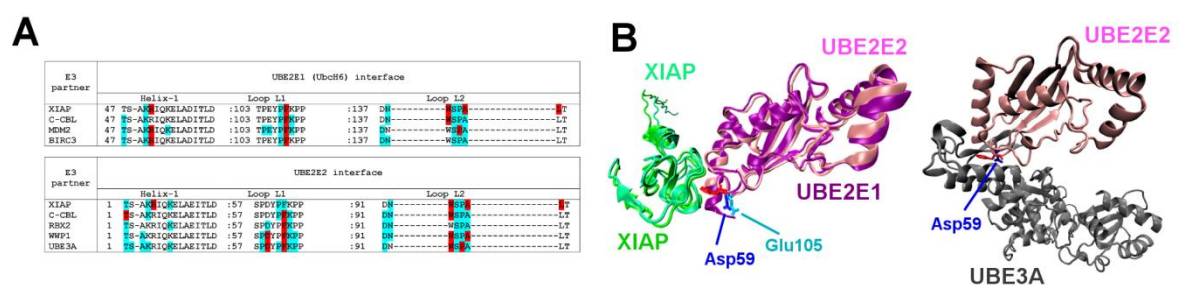 A
E3 partner UBE2E1 (UbcH6) interface
Helix-1 Loop L1 Loop L2
XIAP 47 TS-AKRIQKELADITLD :103 TPEYPFKPP :137 DN----------WSPA----------------LT
C-CBL 47 TS-AKRIQKELADITLD :103 TPEYPFKPP :137 DN----------WSPA----------------LT
MDM2 47 TS-AKRIQKELADITLD :103 TPEYPFKPP :137 DN----------WSPA----------------LT
BIRC3 47 TS-AKRIQKELADITLD :103 TPEYPFKPP :137 DN----------WSPA----------------LT
E3 partner UBE2E2 interface
Helix-1 Loop L1 Loop L2
XIAP 1 TS-AKRIQKELAEITLD :57 SPDYPFKPP :91 DN----------WSPA----------------LT
C-CBL 1 TS-AKRIQKELAEITLD :57 SPDYPFKPP :91 DN----------WSPA----------------LT
RBX2 1 TS-AKRIQKELAEITLD :57 SPDYPFKPP :91 DN----------WSPA----------------LT
WWP1 1 TS-AKRIQKELAEITLD :57 SPDYPFKPP :91 DN----------WSPA----------------LT
UBE3A 1 TS-AKRIQKELAEITLD :57 SPDYPFKPP :91 DN----------WSPA----------------LT
B
UBE2E2
XIAP
UBE2E1
XIAP
Glu105
Asp59
UBE2E2
Asp59
UBE3A